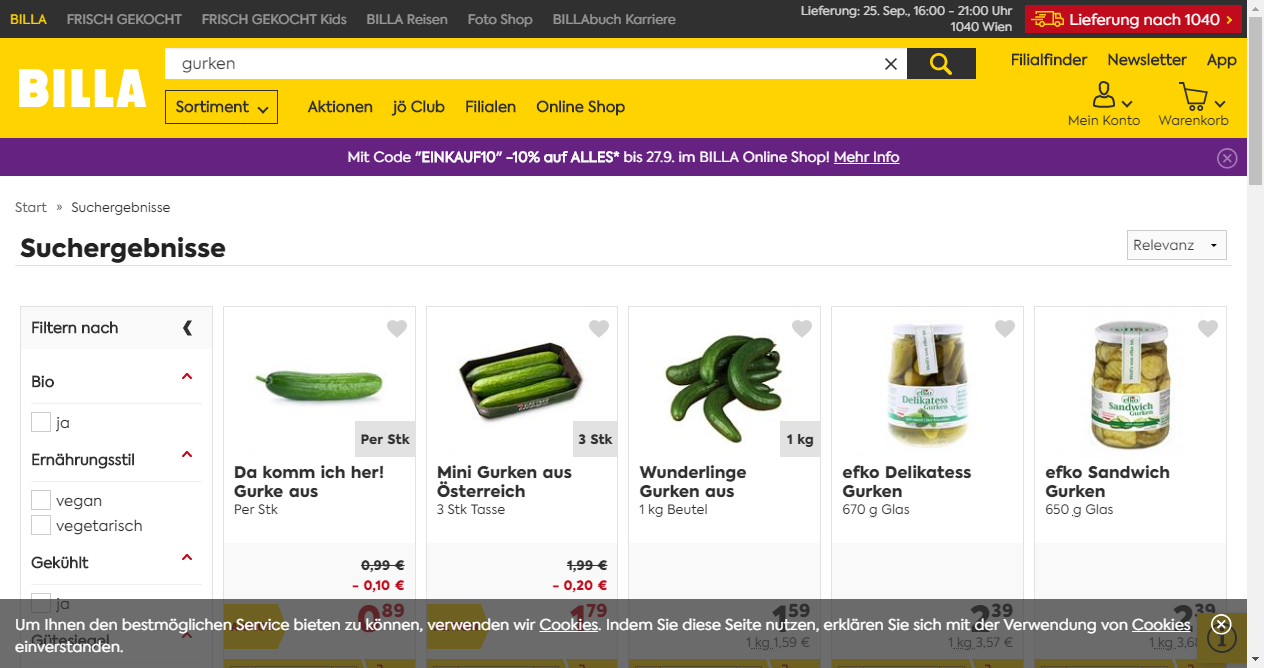 BILLA FRISCH GEKOCHT FRISCH GEKOCHT Kids BILLA Reisen Foto Shop BILLAbuch Karriere
Lieferung: 25. Sep., 16:00 - 21:00 Uhr
1040 Wien
Lieferung nach 1040 ›
BILLA
gurken
Filialfinder Newsletter App
Sortiment Aktionen jö Club Filialen Online Shop
Mein Konto Warenkorb
Mit Code "EINKAUF10" -10% auf ALLES* bis 27.9. im BILLA Online Shop! Mehr Info
Start » Suchergebnisse
Suchergebnisse
Relevanz
Filtern nach
Bio
ja
Ernährungsstil
vegan
vegetarisch
Gekühlt
ja
Gütesiegel
Per Stk
Da komm ich her!
Gurke aus
Per Stk
0,99 €
- 0,10 €
0 89
3 Stk
Mini Gurken aus
Österreich
3 Stk Tasse
1,99 €
- 0,20 €
1 79
1 kg
Wunderlinge
Gurken aus
1 kg Beutel
1 59
1 kg 1,59 €
efko
Delikatess
Gurken
efko Delikatess
Gurken
670 g Glas
2 39
1 kg 3,57 €
efko
Sandwich
Gurken
efko Sandwich
Gurken
650 g Glas
2 39
1 kg 3,68
Um Ihnen den bestmöglichen Service bieten zu können, verwenden wir Cookies. Indem Sie diese Seite nutzen, erklären Sie sich mit der Verwendung von Cookies
einverstanden.